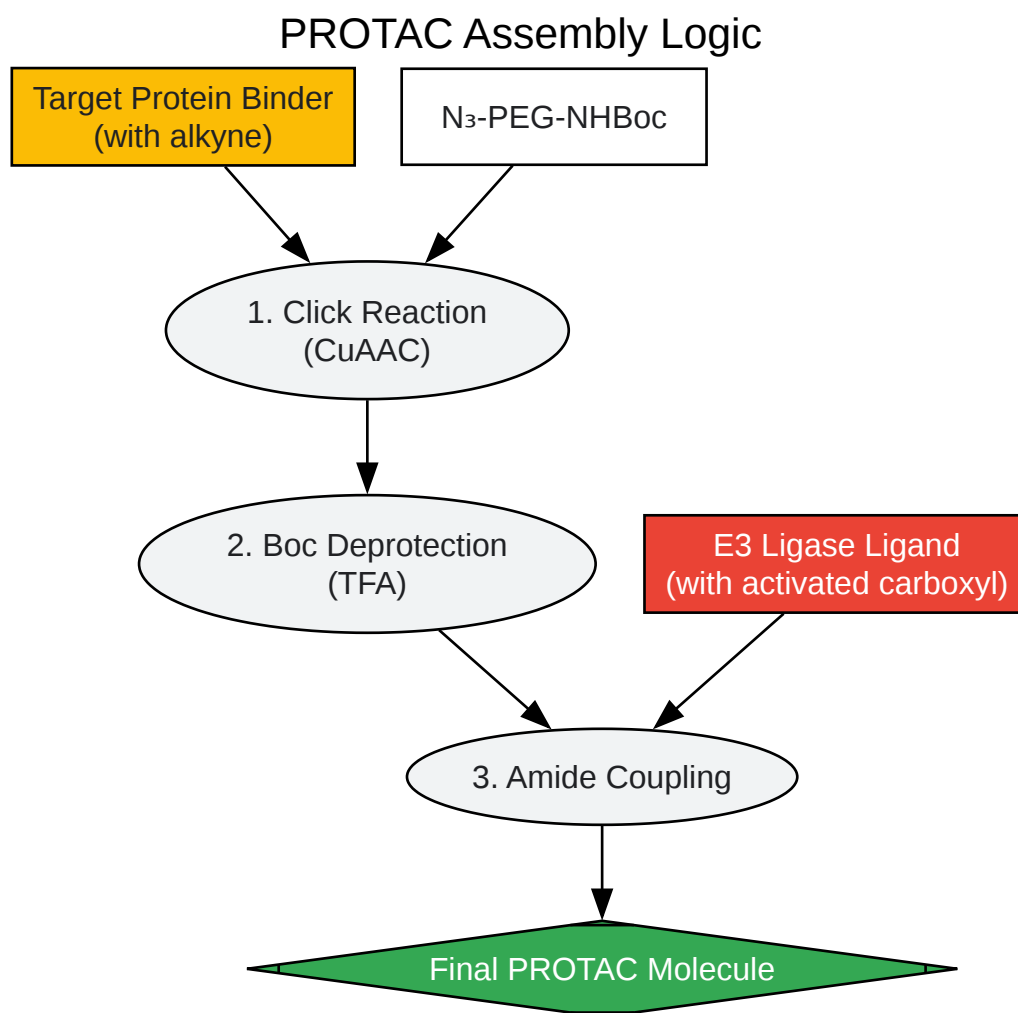 PROTAC Assembly Logic
Target Protein Binder
(with alkyne)
N₃-PEG-NHBoc
1. Click Reaction
(CuAAC)
2. Boc Deprotection
(TFA)
E3 Ligase Ligand
(with activated carboxyl)
3. Amide Coupling
Final PROTAC Molecule